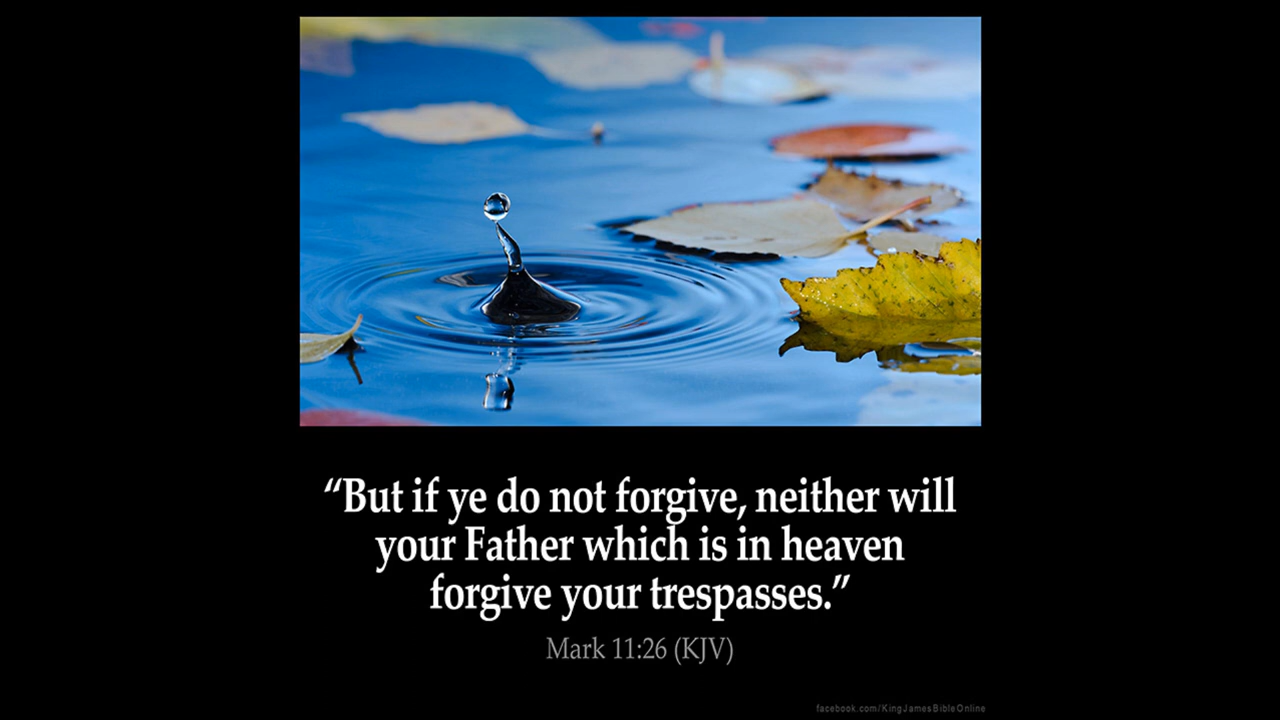 “But if ye do not forgive, neither will
your Father which is in heaven
forgive your trespasses.”
Mark 11:26 (KJV)
facebook.com/KingJamesBibleOnline